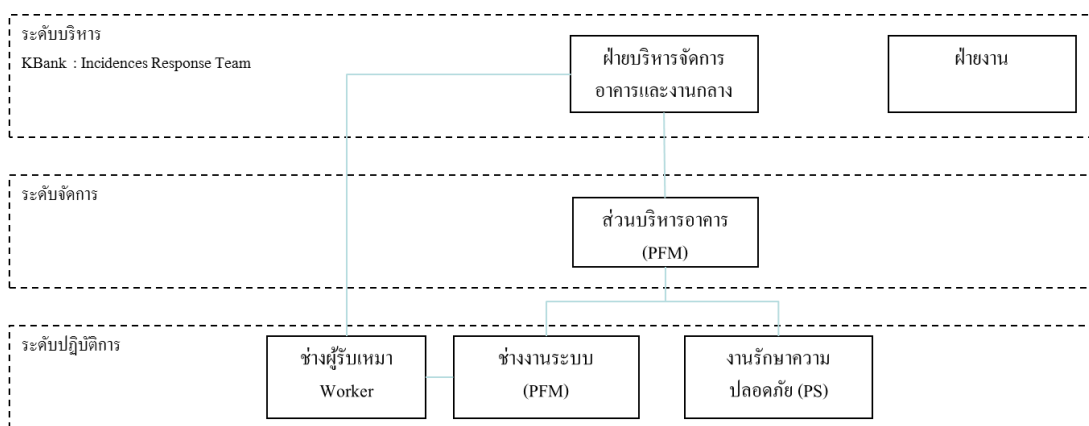 ระดับบริหาร
KBank : Incidences Response Team
ฝ่ายบริหารจัดการ
อาคารและงานกลาง
ฝ่ายงาน
ระดับจัดการ
ส่วนบริหารอาคาร
(PFM)
ระดับปฏิบัติการ
ช่างผู้รับเหมา
Worker
ช่างงานระบบ
(PFM)
งานรักษาความ
ปลอดภัย (PS)